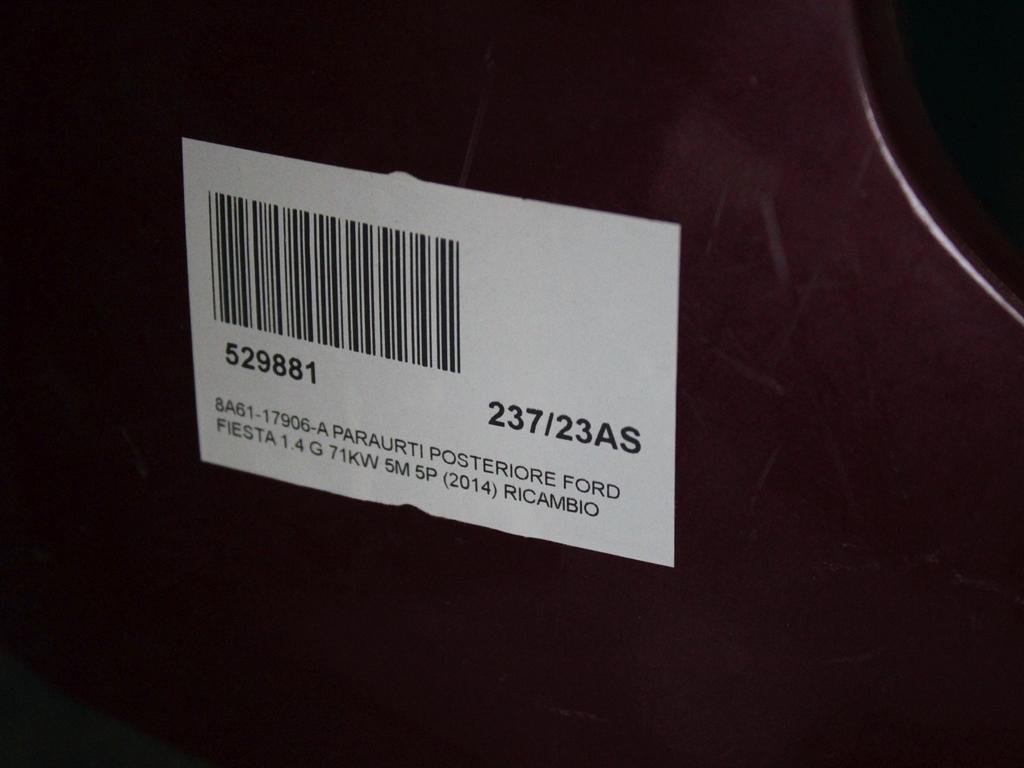 529881
237/23AS
8A61-17906-A PARAURTI POSTERIORE FORD
FIESTA 1.4 G 71KW 5M 5P (2014) RICAMBIO